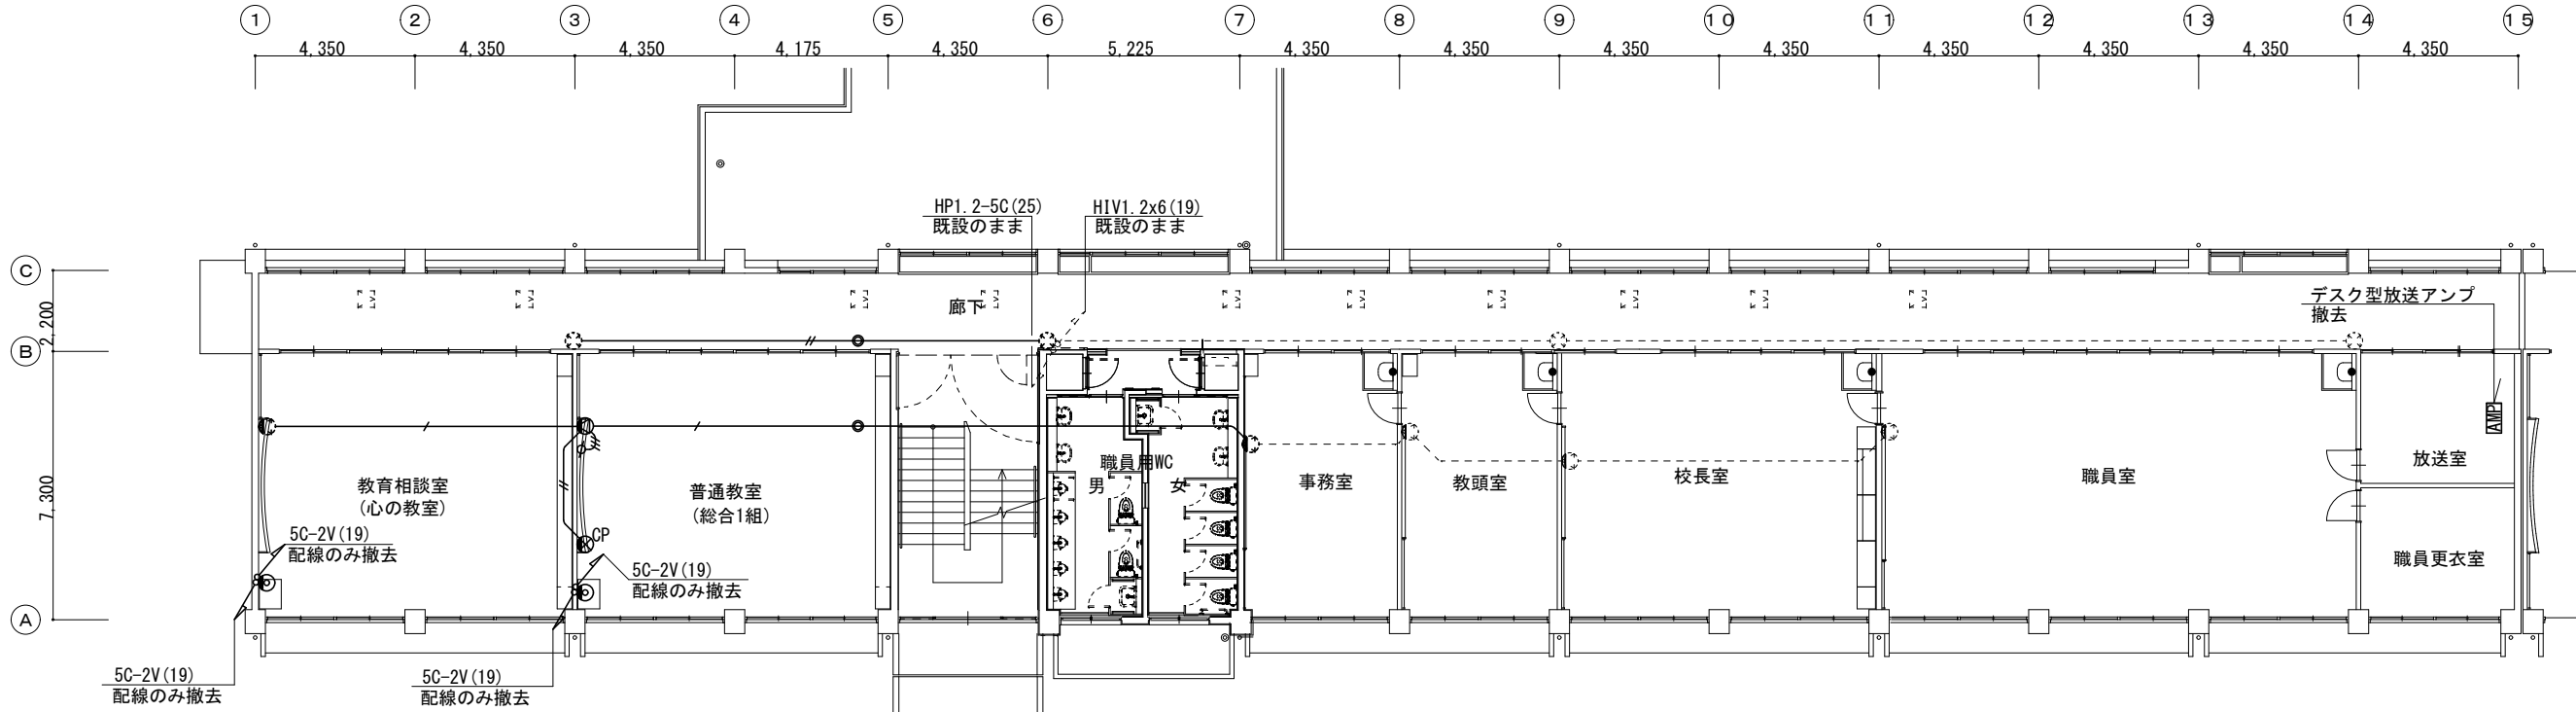 1 2 3 4 5 6 7 8 9 10 11 12 13 14 15
4,350 4,350 4,350 4,175 4,350 5,225 4,350 4,350 4,350 4,350 4,350 4,350 4,350 4,350
HP1.2-5C(25)
既設のまま
HIV1.2x6(19)
既設のまま
C
2,200
B
7,300
A
廊下
デスク型放送アンプ
撤去
AMP
教育相談室
(心の教室)
普通教室
(総合1組)
職員用WC
男
女
事務室
教頭室
校長室
職員室
放送室
職員更衣室
CP
5C-2V(19)
配線のみ撤去
5C-2V(19)
配線のみ撤去
5C-2V(19)
配線のみ撤去
5C-2V(19)
配線のみ撤去